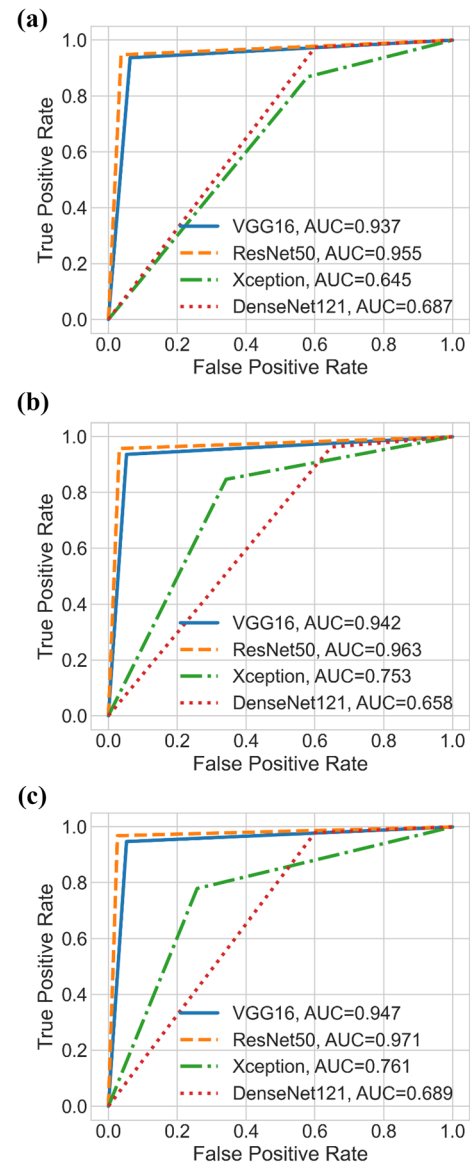 (a)
1.0
0.8
0.6
0.4
0.2
0.0
True Positive Rate
VGG16, AUC=0.937
ResNet50, AUC=0.955
Xception, AUC=0.645
DenseNet121, AUC=0.687
0.0 0.2 0.4 0.6 0.8 1.0
False Positive Rate
(b)
1.0
0.8
0.6
0.4
0.2
0.0
True Positive Rate
VGG16, AUC=0.942
ResNet50, AUC=0.963
Xception, AUC=0.753
DenseNet121, AUC=0.658
0.0 0.2 0.4 0.6 0.8 1.0
False Positive Rate
(c)
1.0
0.8
0.6
0.4
0.2
0.0
True Positive Rate
VGG16, AUC=0.947
ResNet50, AUC=0.971
Xception, AUC=0.761
DenseNet121, AUC=0.689
0.0 0.2 0.4 0.6 0.8 1.0
False Positive Rate